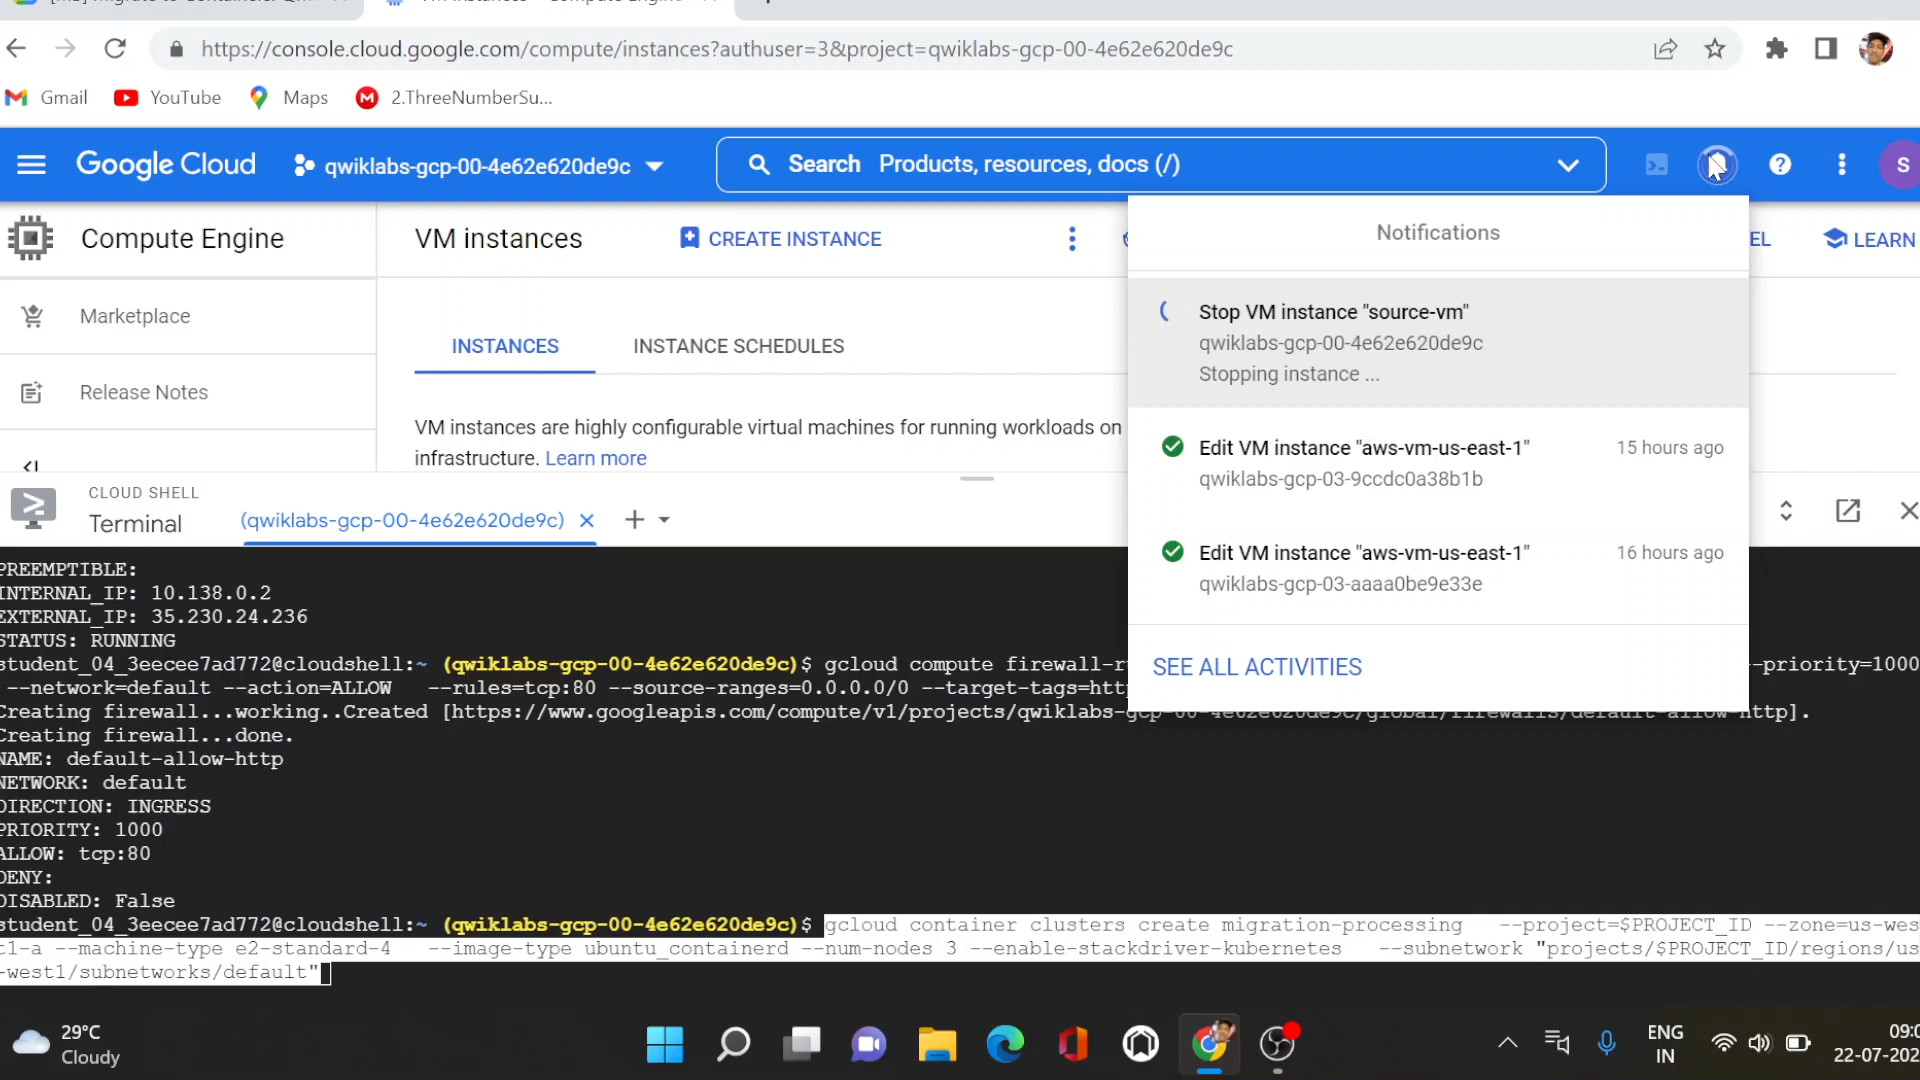 https://console.cloud.google.com/compute/instances?authuser=3&project=qwiklabs-gcp-00-4e62e620de9c
Gmail YouTube Maps 2.ThreeNumberSu...
Google Cloud qwiklabs-gcp-00-4e62e620de9c Search Products, resources, docs (/) S
Compute Engine VM instances CREATE INSTANCE EL LEARN
Notifications
Marketplace
Release Notes
INSTANCES INSTANCE SCHEDULES
VM instances are highly configurable virtual machines for running workloads on
infrastructure. Learn more
Stop VM instance "source-vm"
qwiklabs-gcp-00-4e62e620de9c
Stopping instance ...
Edit VM instance "aws-vm-us-east-1" 15 hours ago
qwiklabs-gcp-03-9ccdc0a38b1b
Edit VM instance "aws-vm-us-east-1" 16 hours ago
qwiklabs-gcp-03-aaaa0be9e33e
SEE ALL ACTIVITIES
CLOUD SHELL
Terminal (qwiklabs-gcp-00-4e62e620de9c)
PREEMPTIBLE:
INTERNAL_IP: 10.138.0.2
EXTERNAL_IP: 35.230.24.236
STATUS: RUNNING
student_04_3eecee7ad772@cloudshell:~ (qwiklabs-gcp-00-4e62e620de9c)$ gcloud compute firewall-r --priority=1000
--network=default --action=ALLOW --rules=tcp:80 --source-ranges=0.0.0.0/0 --target-tags=htt
Creating firewall...working..Created [https://www.googleapis.com/compute/v1/projects/qwiklabs-gcp-00-4e62e620de9c/global/firewalls/default-allow-http].
Creating firewall...done.
NAME: default-allow-http
NETWORK: default
DIRECTION: INGRESS
PRIORITY: 1000
ALLOW: tcp:80
DENY:
DISABLED: False
student_04_3eecee7ad772@cloudshell:~ (qwiklabs-gcp-00-4e62e620de9c)$ gcloud container clusters create migration-processing --project=$PROJECT_ID --zone=us-wes
t1-a --machine-type e2-standard-4 --image-type ubuntu_containerd --num-nodes 3 --enable-stackdriver-kubernetes --subnetwork "projects/$PROJECT_ID/regions/us
-west1/subnetworks/default"
29°C
Cloudy
ENG
IN
09:0
22-07-202